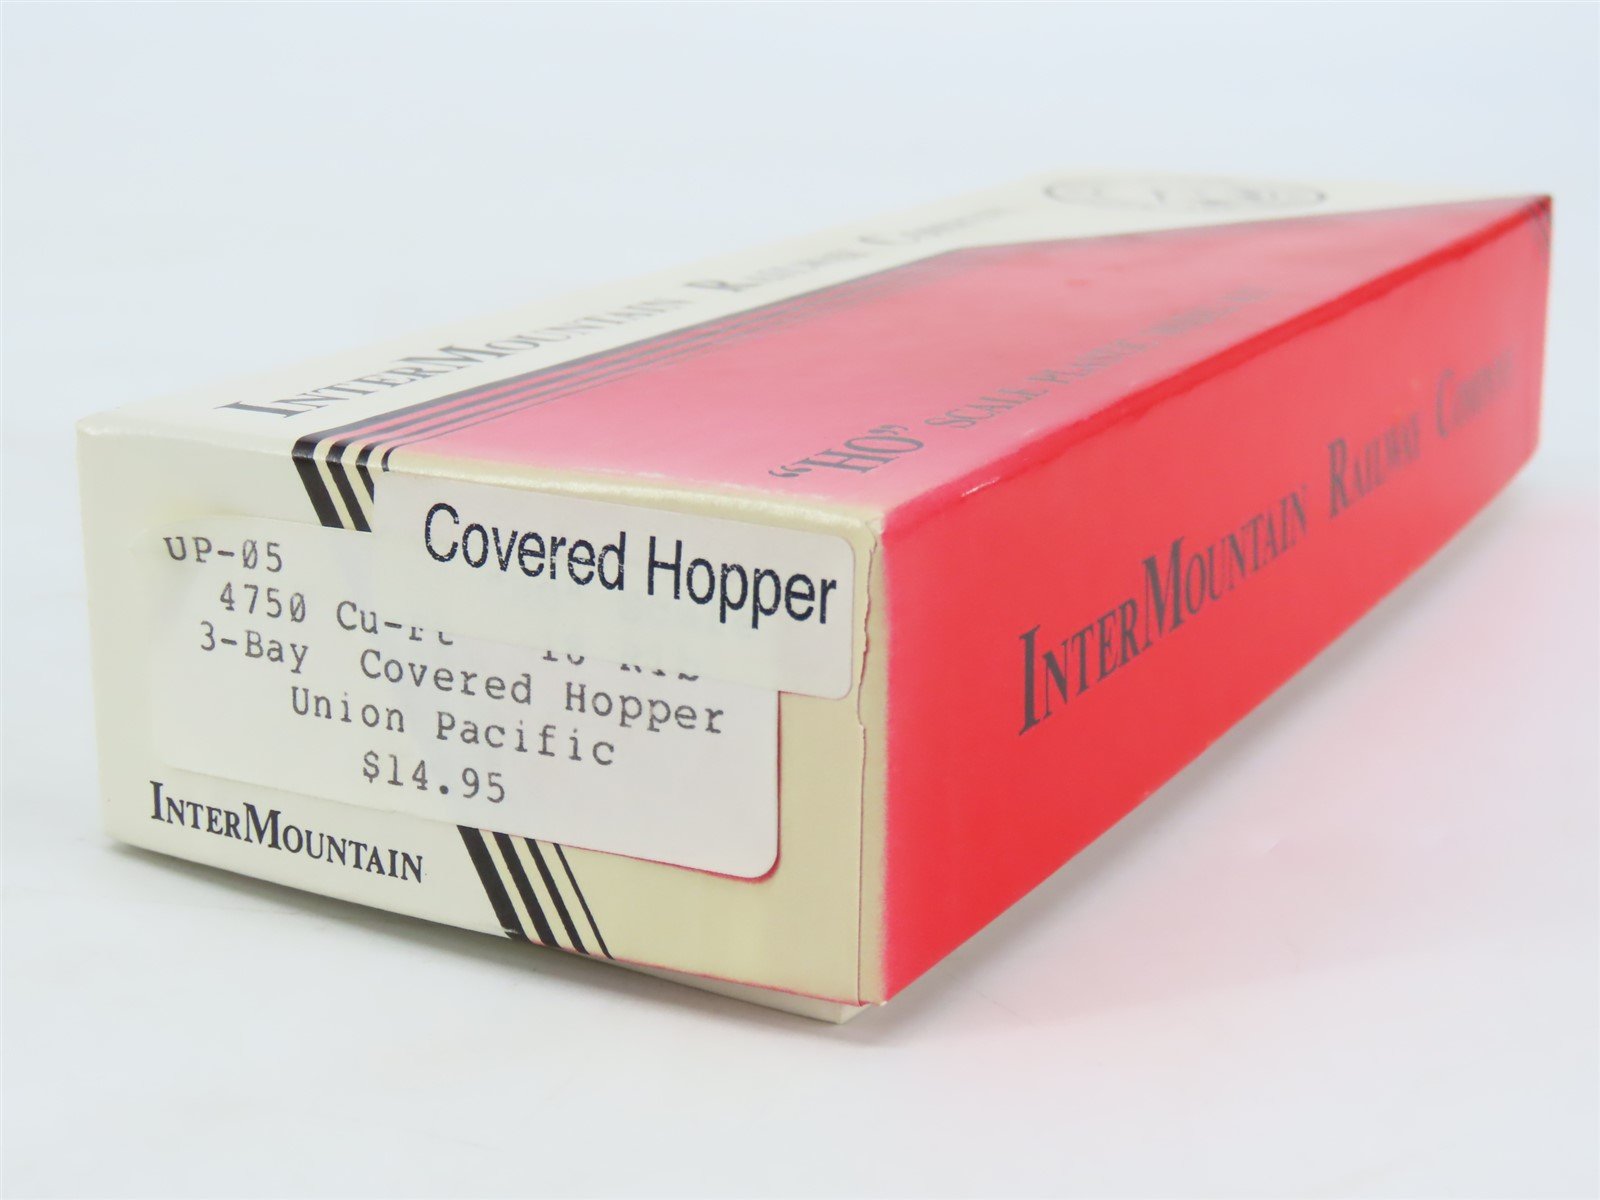 INTERMOUNTAIN RAILWAY COMPANY
"HO" SCALE PLASTIC
INTERMOUNTAIN RAILWAY COMPANY
Covered Hopper
UP-05
4750 Cu-Ft
3-Bay Covered Hopper
Union Pacific
$14.95
INTERMOUNTAIN